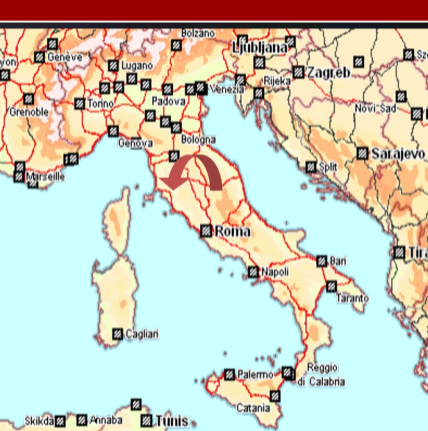 Bolzano
Ljubljana
Genève
Lugano
Zagreb
Torino
Padova
Venezia
Rijeka
Grenoble
Novi Sad
Genova
Bologna
Sarajevo
Marseille
Split
Roma
Bari
Napoli
Taranto
Cagliari
Palermo
Reggio
di Calabria
Catania
Skikda
Annaba
Tunis